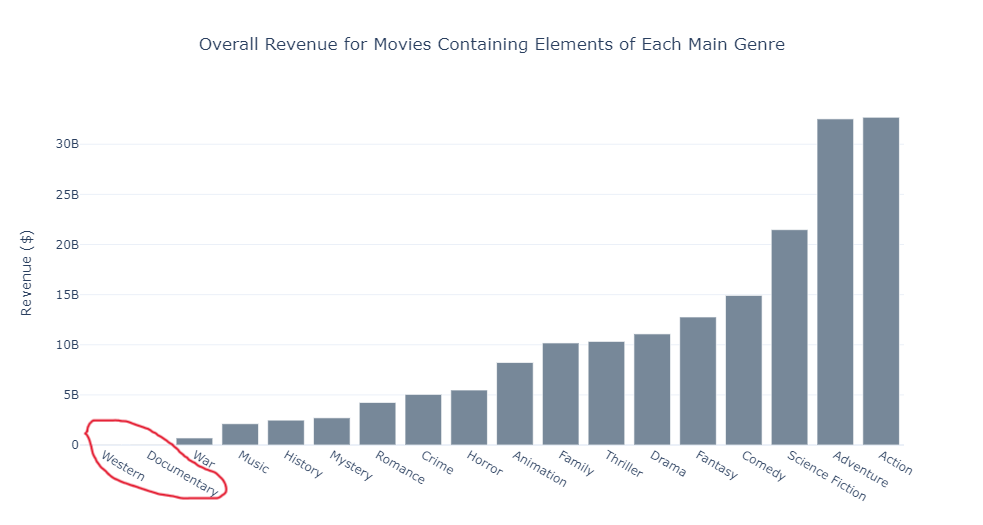 Overall Revenue for Movies Containing Elements of Each Main Genre
Revenue ($)
30B
25B
20B
15B
10B
5B
0
Western
Documentary
War
Music
History
Mystery
Romance
Crime
Horror
Animation
Family
Thriller
Drama
Fantasy
Comedy
Science Fiction
Adventure
Action